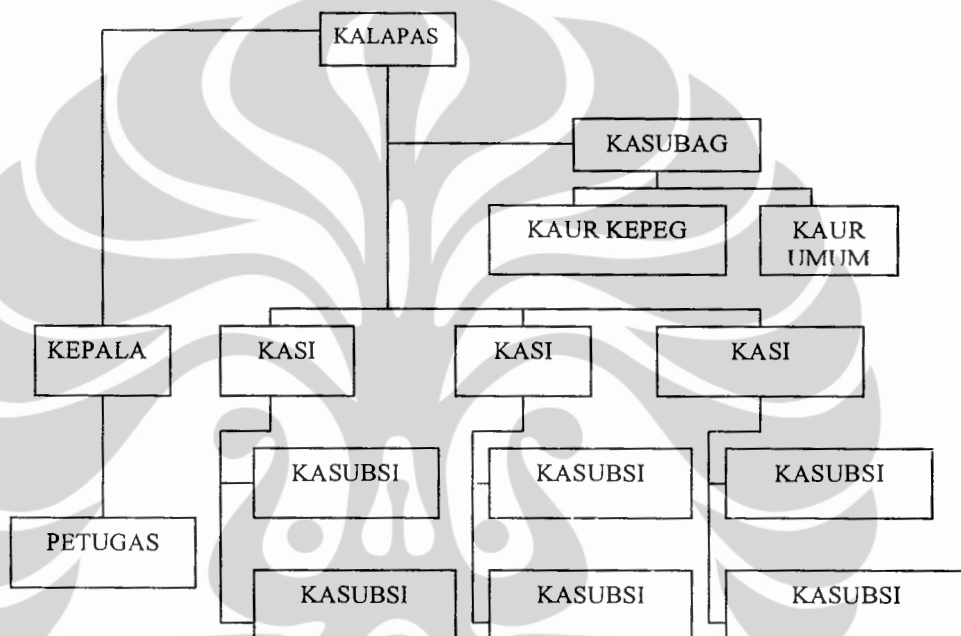 KALAPAS
KASUBAG
KAUR KEPEG
KAUR
UMUM
KEPALA
KASI
KASI
KASI
KASUBSI
KASUBSI
KASUBSI
PETUGAS
KASUBSI
KASUBSI
KASUBSI